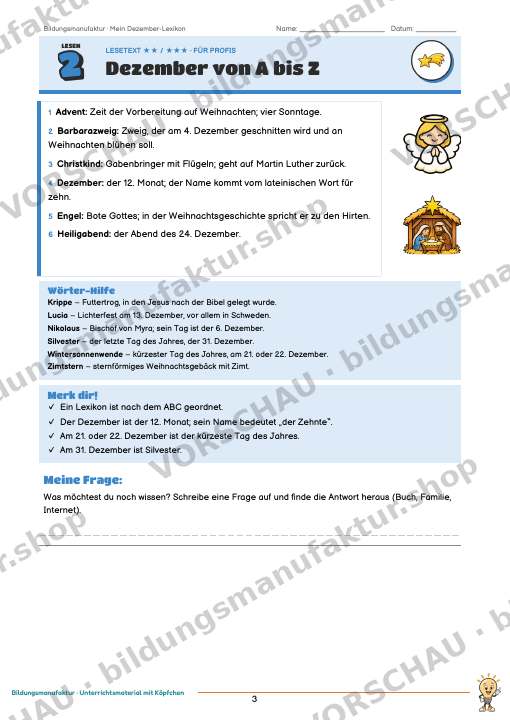 Bildungsmanufaktur · Mein Dezember-Lexikon
Name: Datum:
LESEN
2
LESETEXT ★★ / ★★★ · FÜR PROFIS
Dezember von A bis Z
1 Advent: Zeit der Vorbereitung auf Weihnachten; vier Sonntage.
2 Barbarazweig: Zweig, der am 4. Dezember geschnitten wird und an
Weihnachten blühen soll.
3 Christkind: Gabenbringer mit Flügeln; geht auf Martin Luther zurück.
4 Dezember: der 12. Monat; der Name kommt vom lateinischen Wort für
zehn.
5 Engel: Bote Gottes; in der Weihnachtsgeschichte spricht er zu den Hirten.
6 Heiligabend: der Abend des 24. Dezember.
Wörter-Hilfe
Krippe – Futtertrog, in den Jesus nach der Bibel gelegt wurde.
Lucia – Lichterfest am 13. Dezember, vor allem in Schweden.
Nikolaus – Bischof von Myra; sein Tag ist der 6. Dezember.
Silvester – der letzte Tag des Jahres, der 31. Dezember.
Wintersonnenwende – kürzester Tag des Jahres, am 21. oder 22. Dezember.
Zimtstern – sternförmiges Weihnachtsgebäck mit Zimt.
Merk dir!
✓ Ein Lexikon ist nach dem ABC geordnet.
✓ Der Dezember ist der 12. Monat; sein Name bedeutet „der Zehnte“.
✓ Am 21. oder 22. Dezember ist der kürzeste Tag des Jahres.
✓ Am 31. Dezember ist Silvester.
Meine Frage:
Was möchtest du noch wissen? Schreibe eine Frage auf und finde die Antwort heraus (Buch, Familie,
Internet).
Bildungsmanufaktur · Unterrichtsmaterial mit Köpfchen
3
VORSCHAU · bildungsmanufaktur.shop